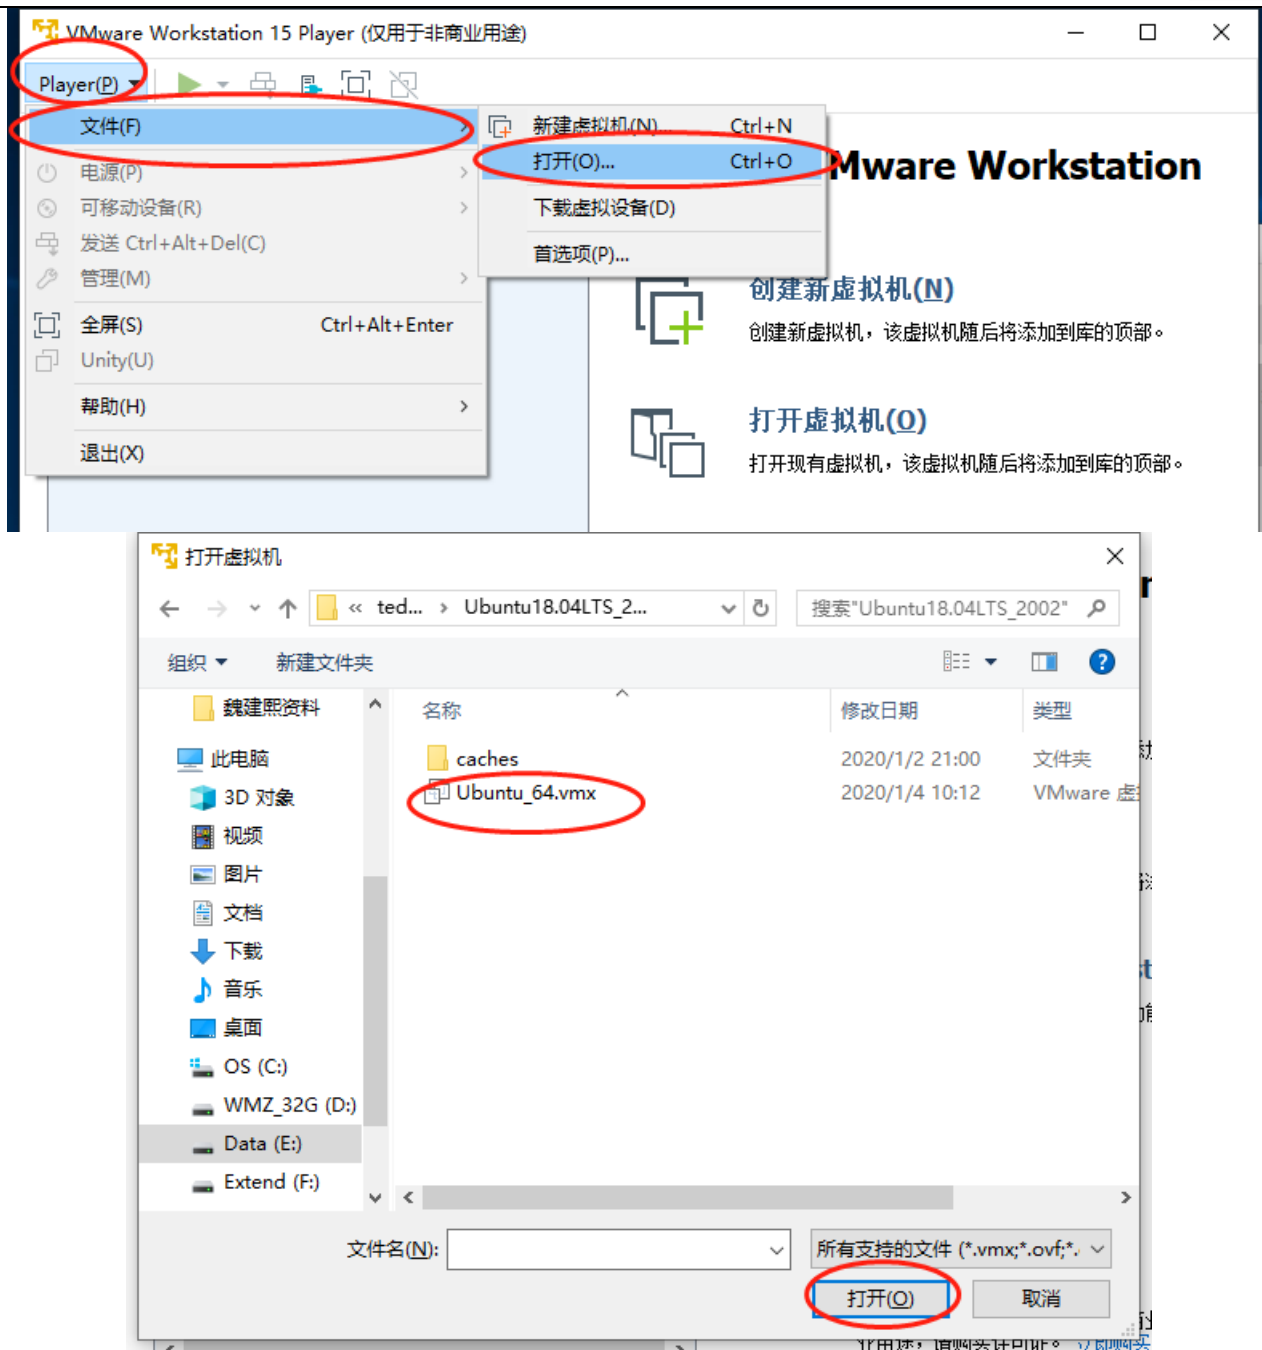 VMware Workstation 15 Player (仅用于非商业用途)
Player(P)
文件(F)
新建虚拟机(N)... Ctrl+N
打开(O)... Ctrl+O
Mware Workstation
电源(P)
可移动设备(R)
下载虚拟设备(D)
发送 Ctrl+Alt+Del(C)
首选项(P)...
管理(M)
创建新虚拟机(N)
全屏(S) Ctrl+Alt+Enter
创建新虚拟机，该虚拟机随后将添加到库的顶部。
Unity(U)
帮助(H)
打开虚拟机(O)
退出(X)
打开现有虚拟机，该虚拟机随后将添加到库的顶部。
打开虚拟机
« ted... › Ubuntu18.04LTS_2...
搜索"Ubuntu18.04LTS_2002"
组织 新建文件夹
魏建熙资料
名称 修改日期 类型
此电脑
caches 2020/1/2 21:00 文件夹
3D 对象
Ubuntu_64.vmx 2020/1/4 10:12 VMware 虚
视频
图片
文档
下载
音乐
桌面
OS (C:)
WMZ_32G (D:)
Data (E:)
Extend (F:)
文件名(N):
所有支持的文件 (*.vmx;*.ovf;*.
打开(O) 取消
立即购买